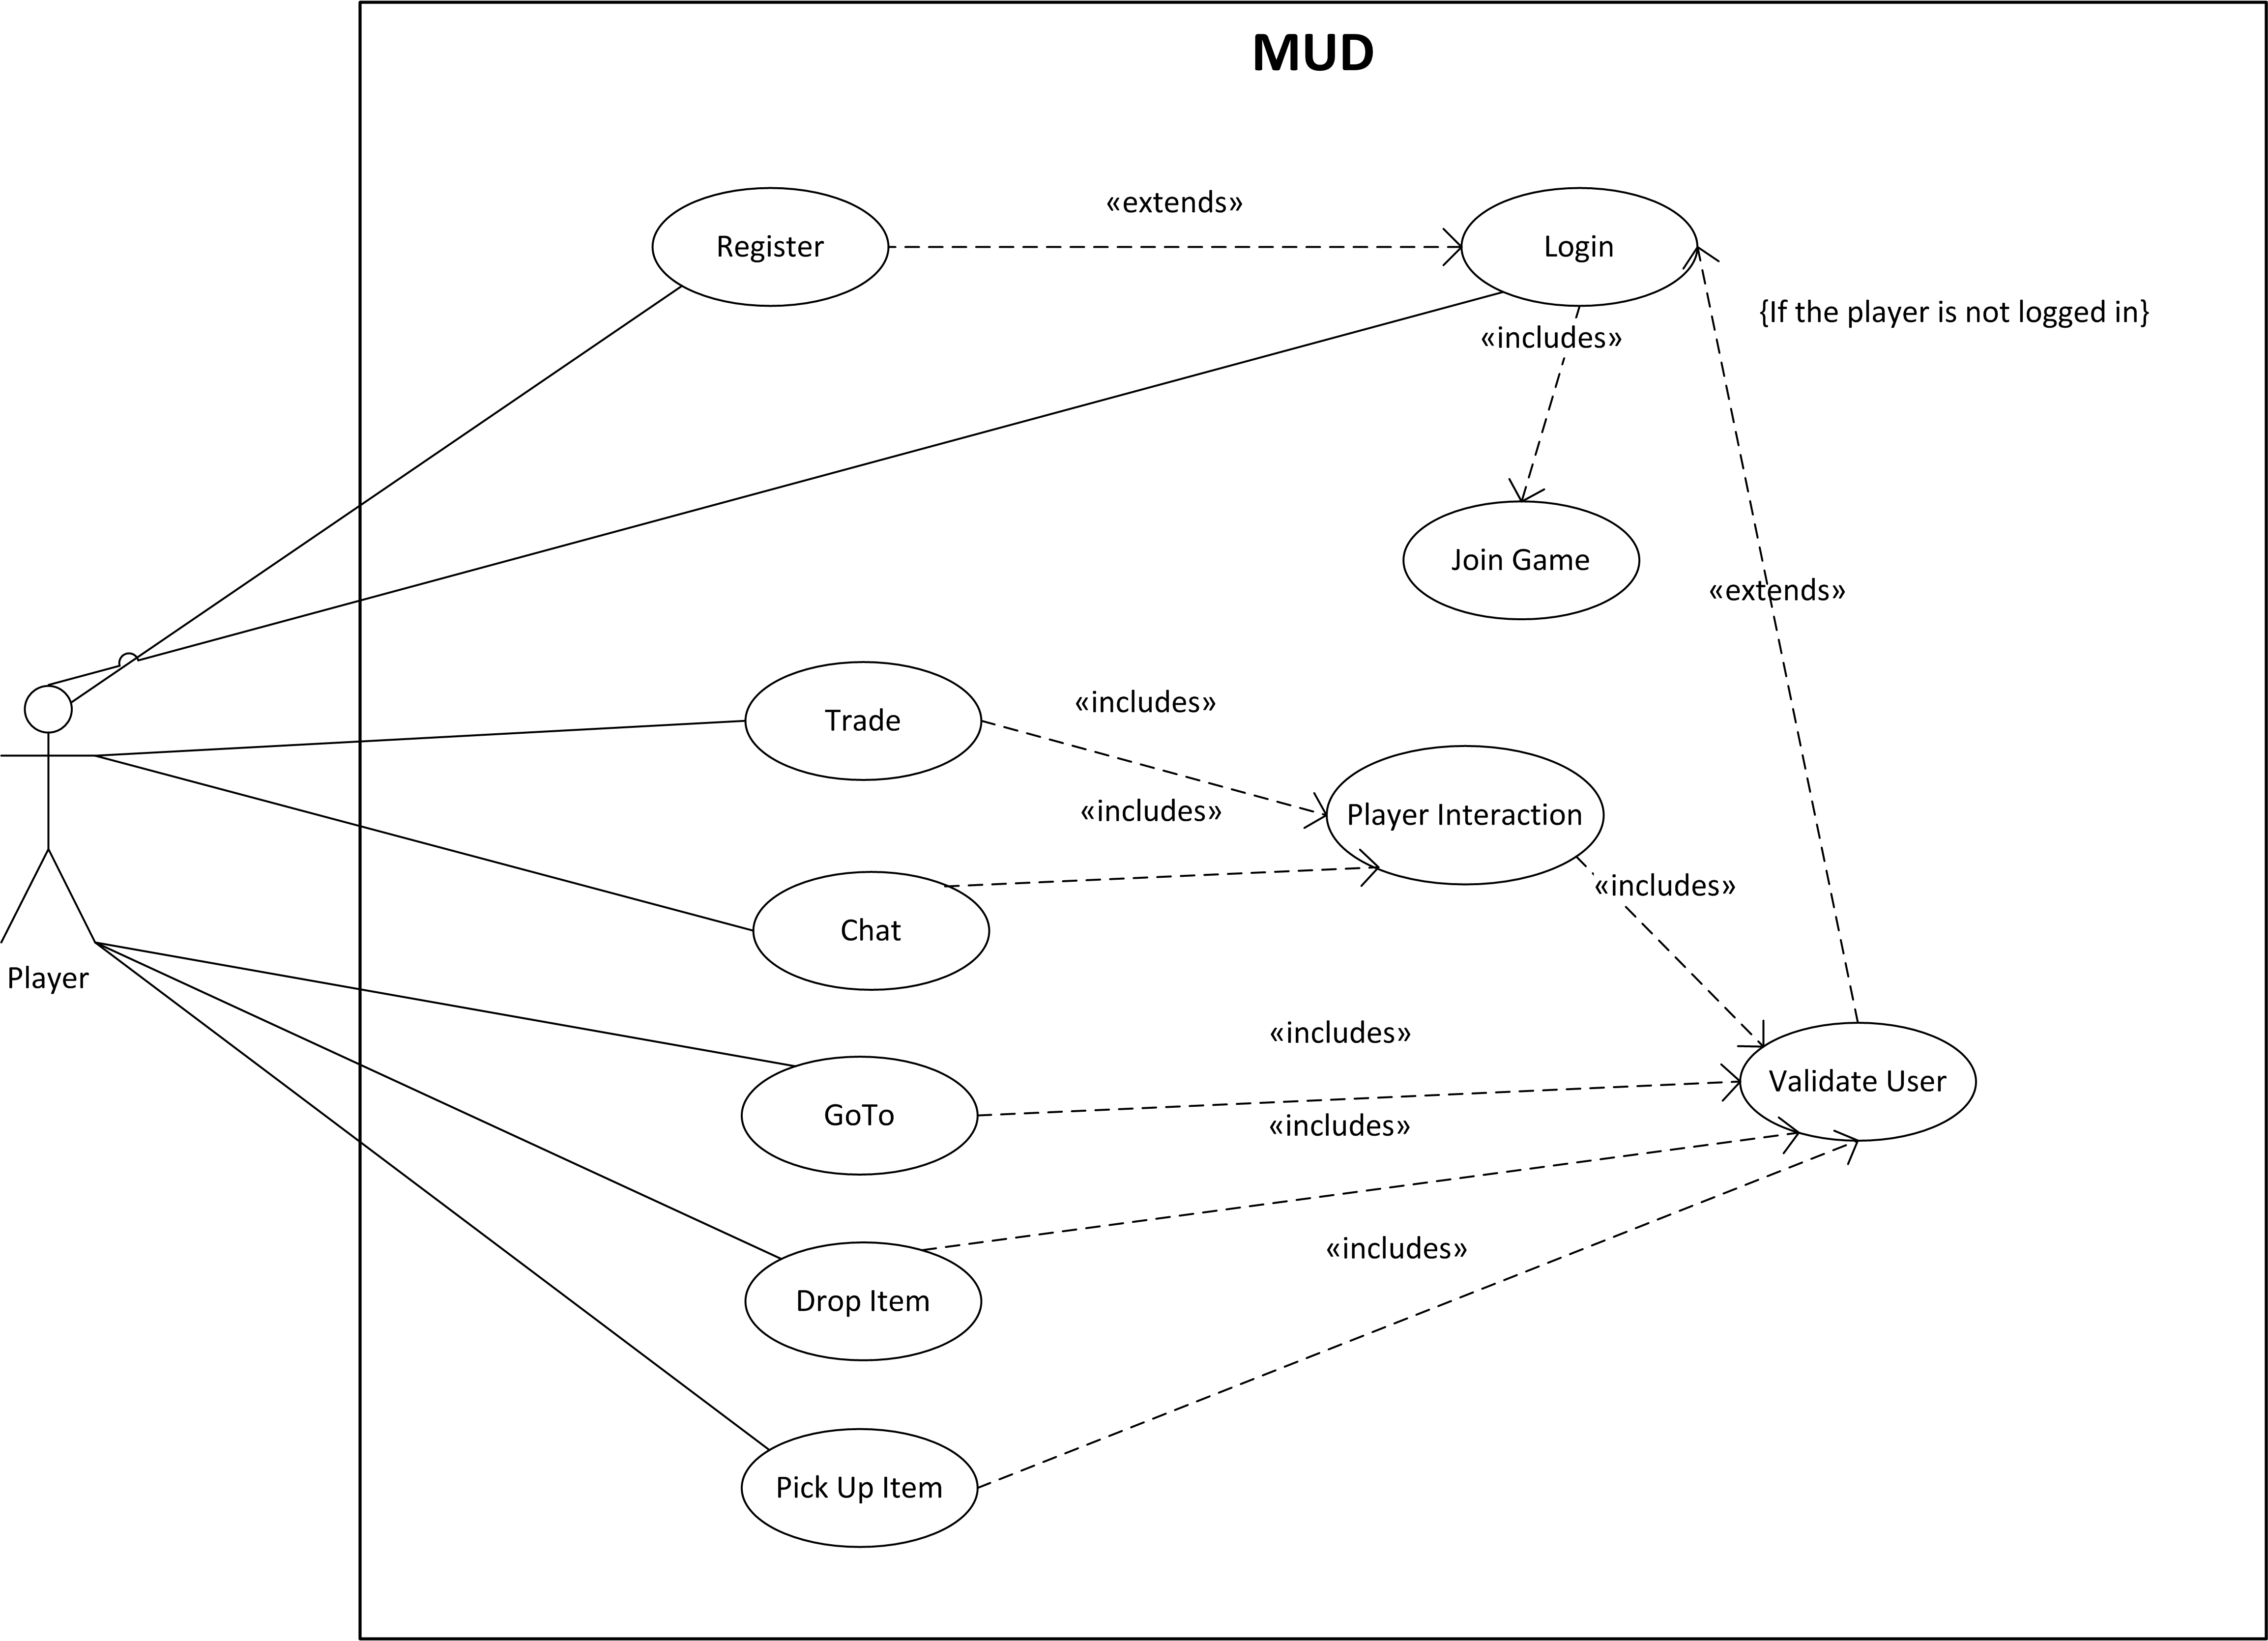 MUD
«extends»
Register
Login
{If the player is not logged in}
«includes»
Join Game
«extends»
Trade
«includes»
«includes»
Player Interaction
«includes»
Chat
Player
«includes»
Validate User
GoTo
«includes»
«includes»
Drop Item
Pick Up Item